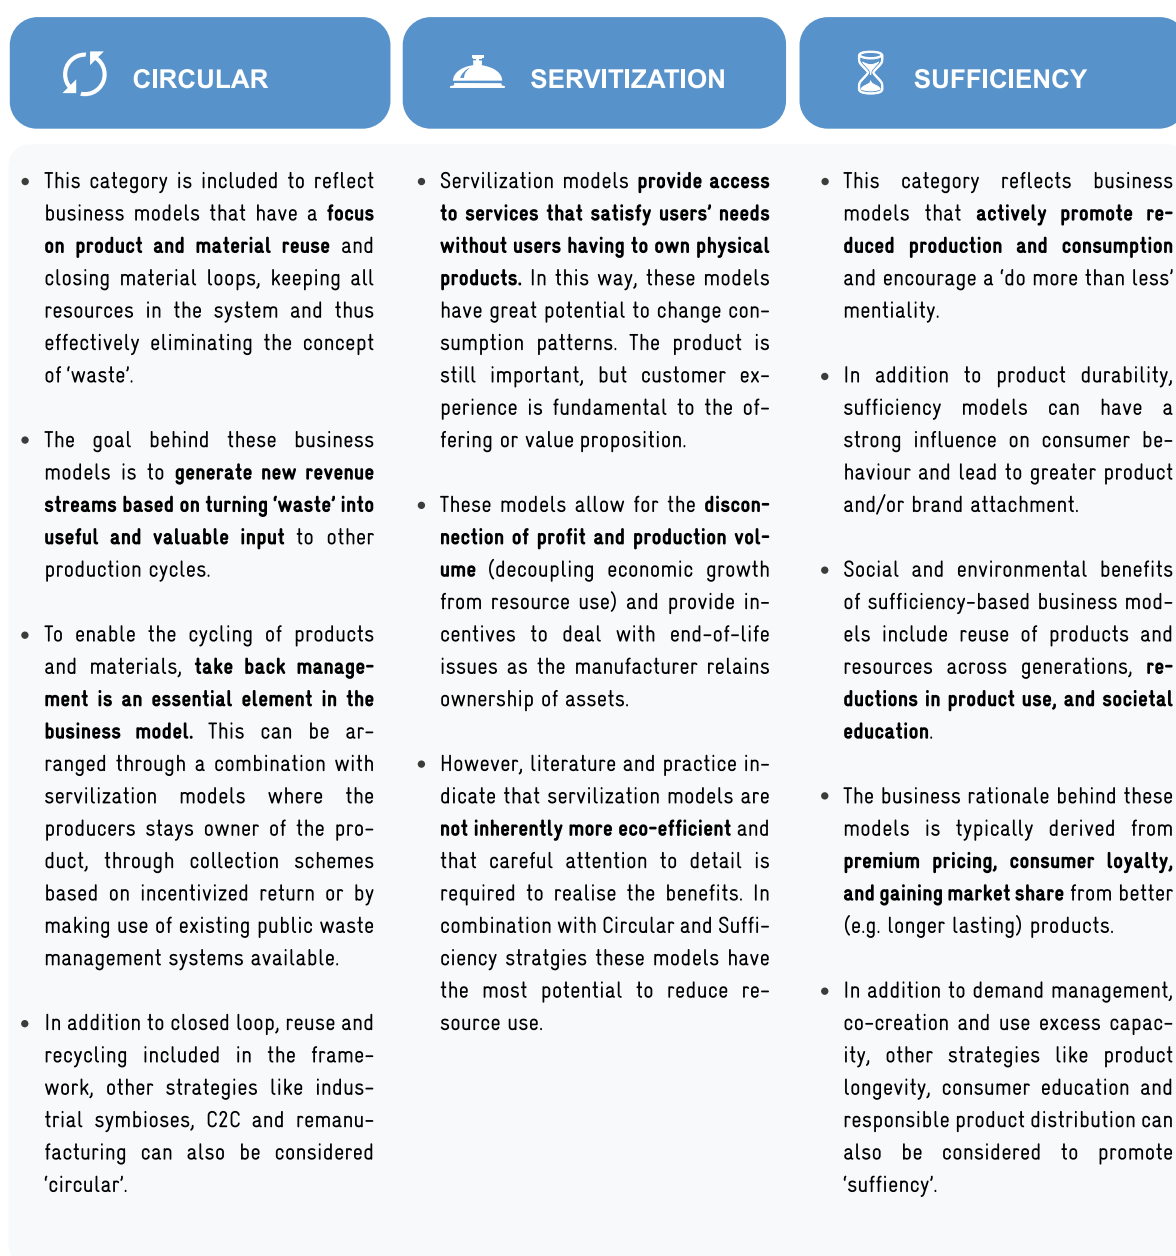 CIRCULAR
This category is included to reflect
business models that have a focus
on product and material reuse and
closing material loops, keeping all
resources in the system and thus
effectively eliminating the concept
of ‘waste’.
The goal behind these business
models is to generate new revenue
streams based on turning ‘waste’ into
useful and valuable input to other
production cycles.
To enable the cycling of products
and materials, take back manage-
ment is an essential element in the
business model. This can be ar-
ranged through a combination with
servilization models where the
producers stays owner of the pro-
duct, through collection schemes
based on incentivized return or by
making use of existing public waste
management systems available.
In addition to closed loop, reuse and
recycling included in the frame-
work, other strategies like indus-
trial symbioses, C2C and remanu-
facturing can also be considered
‘circular’.
SERVITIZATION
Servilization models provide access
to services that satisfy users’ needs
without users having to own physical
products. In this way, these models
have great potential to change con-
sumption patterns. The product is
still important, but customer ex-
perience is fundamental to the of-
fering or value proposition.
These models allow for the discon-
nection of profit and production vol-
ume (decoupling economic growth
from resource use) and provide in-
centives to deal with end-of-life
issues as the manufacturer relains
ownership of assets.
However, literature and practice in-
dicate that servilization models are
not inherently more eco-efficient and
that careful attention to detail is
required to realise the benefits. In
combination with Circular and Suffi-
ciency stratgies these models have
the most potential to reduce re-
source use.
SUFFICIENCY
This category reflects business
models that actively promote re-
duced production and consumption
and encourage a ‘do more than less’
mentiality.
In addition to product durability,
sufficiency models can have a
strong influence on consumer be-
haviour and lead to greater product
and/or brand attachment.
Social and environmental benefits
of sufficiency-based business mod-
els include reuse of products and
resources across generations, re-
ductions in product use, and societal
education.
The business rationale behind these
models is typically derived from
premium pricing, consumer loyalty,
and gaining market share from better
(e.g. longer lasting) products.
In addition to demand management,
co-creation and use excess capac-
ity, other strategies like product
longevity, consumer education and
responsible product distribution can
also be considered to promote
‘suffiency’.